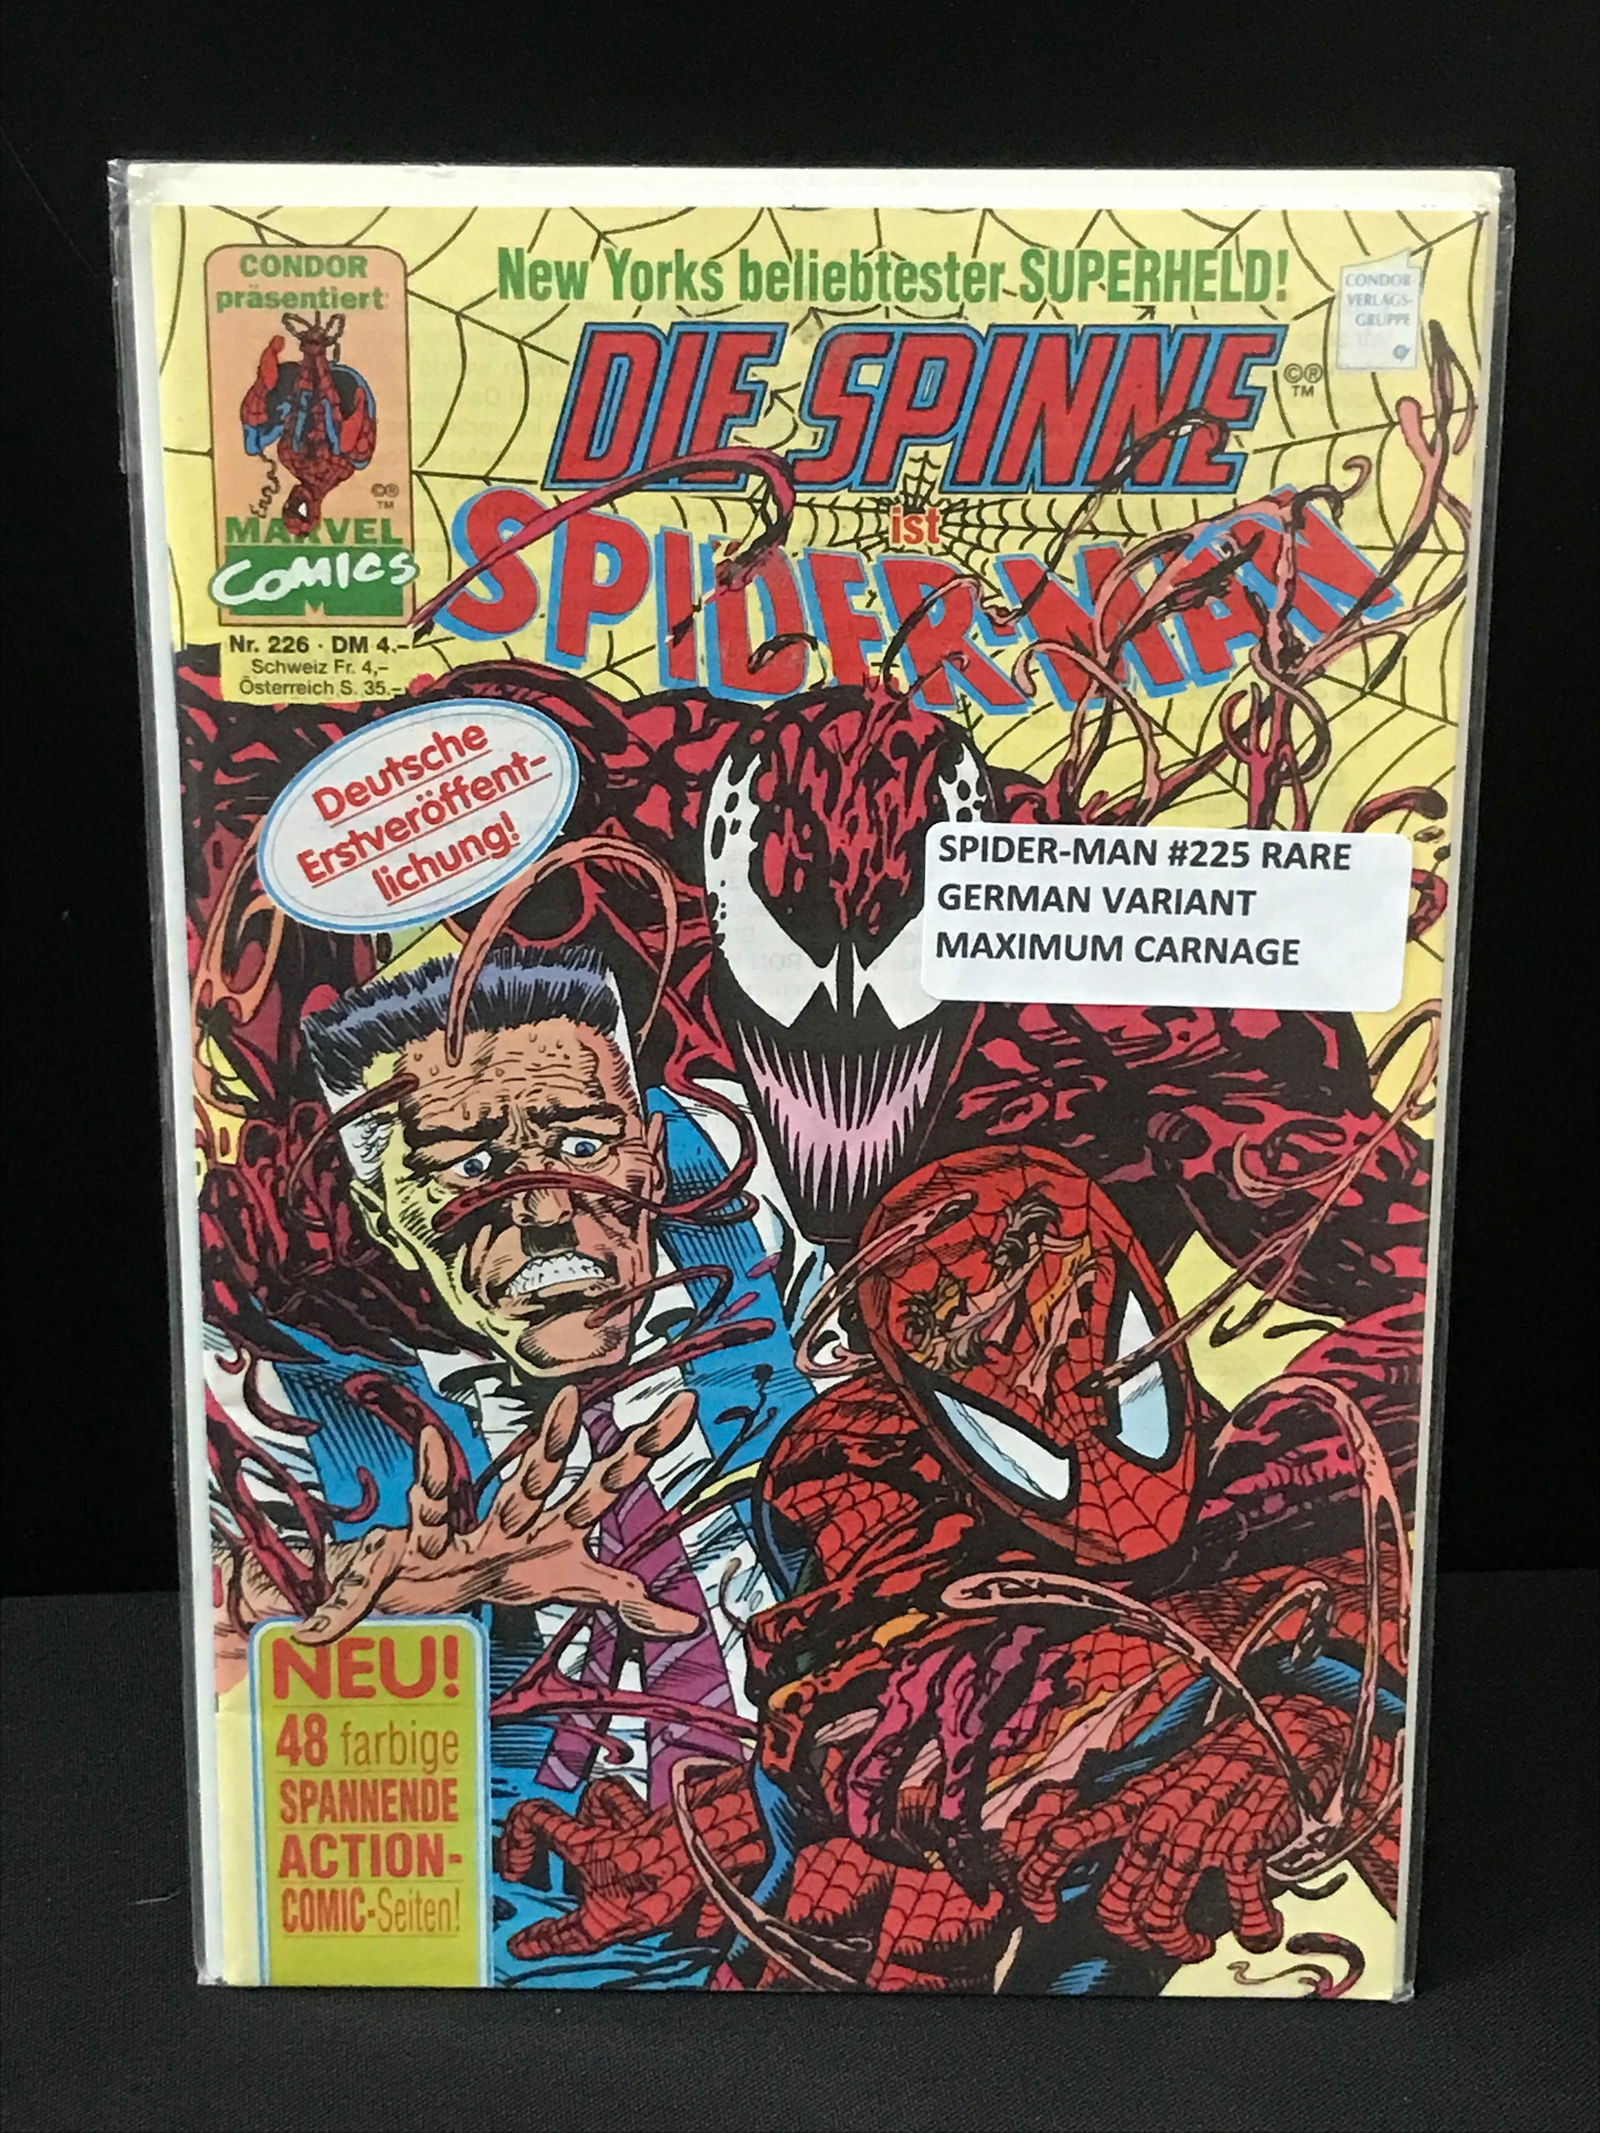 CONDOR
präsentiert
©®
TM
MARVEL
COMICS
M
Nr. 226 · DM 4.-
Schweiz Fr. 4,-
Österreich S. 35.-
New Yorks beliebtester SUPERHELD!
CONDOR-
VERLAGS-
GRUPPE
DIE SPINNE
©®
TM
ist
SPIDER-MAN
Deutsche
Erstveröffent-
lichung!
SPIDER-MAN #225 RARE
GERMAN VARIANT
MAXIMUM CARNAGE
NEU!
48 farbige
SPANNENDE
ACTION-
COMIC-Seiten!